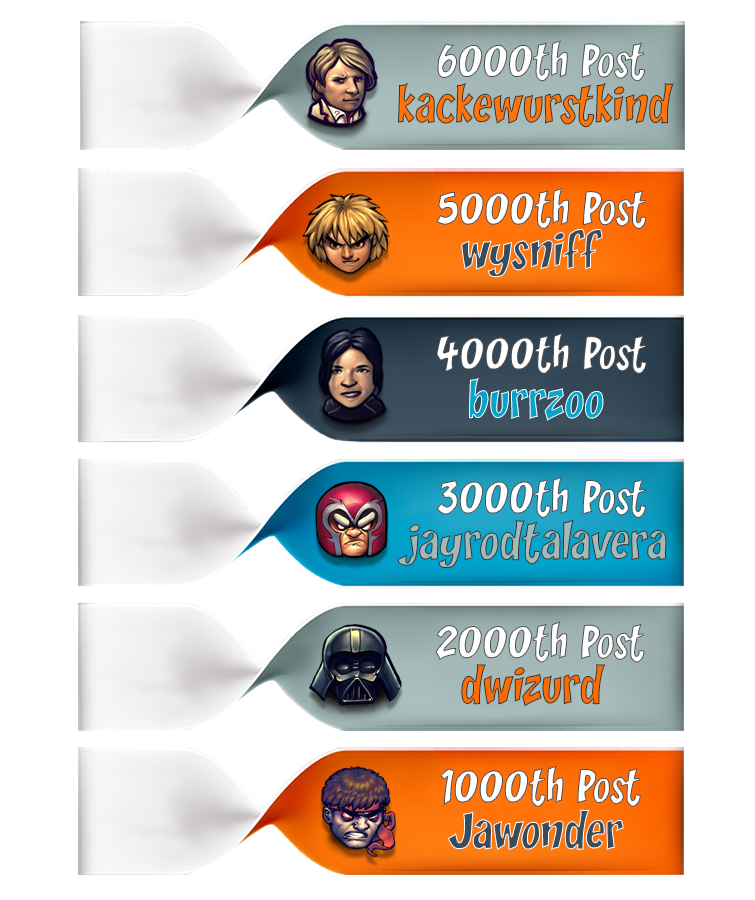 6000th Post
kackewurstkind
5000th Post
wysniff
4000th Post
burrzoo
3000th Post
jayrodtalavera
2000th Post
dwizurd
1000th Post
Jawonder